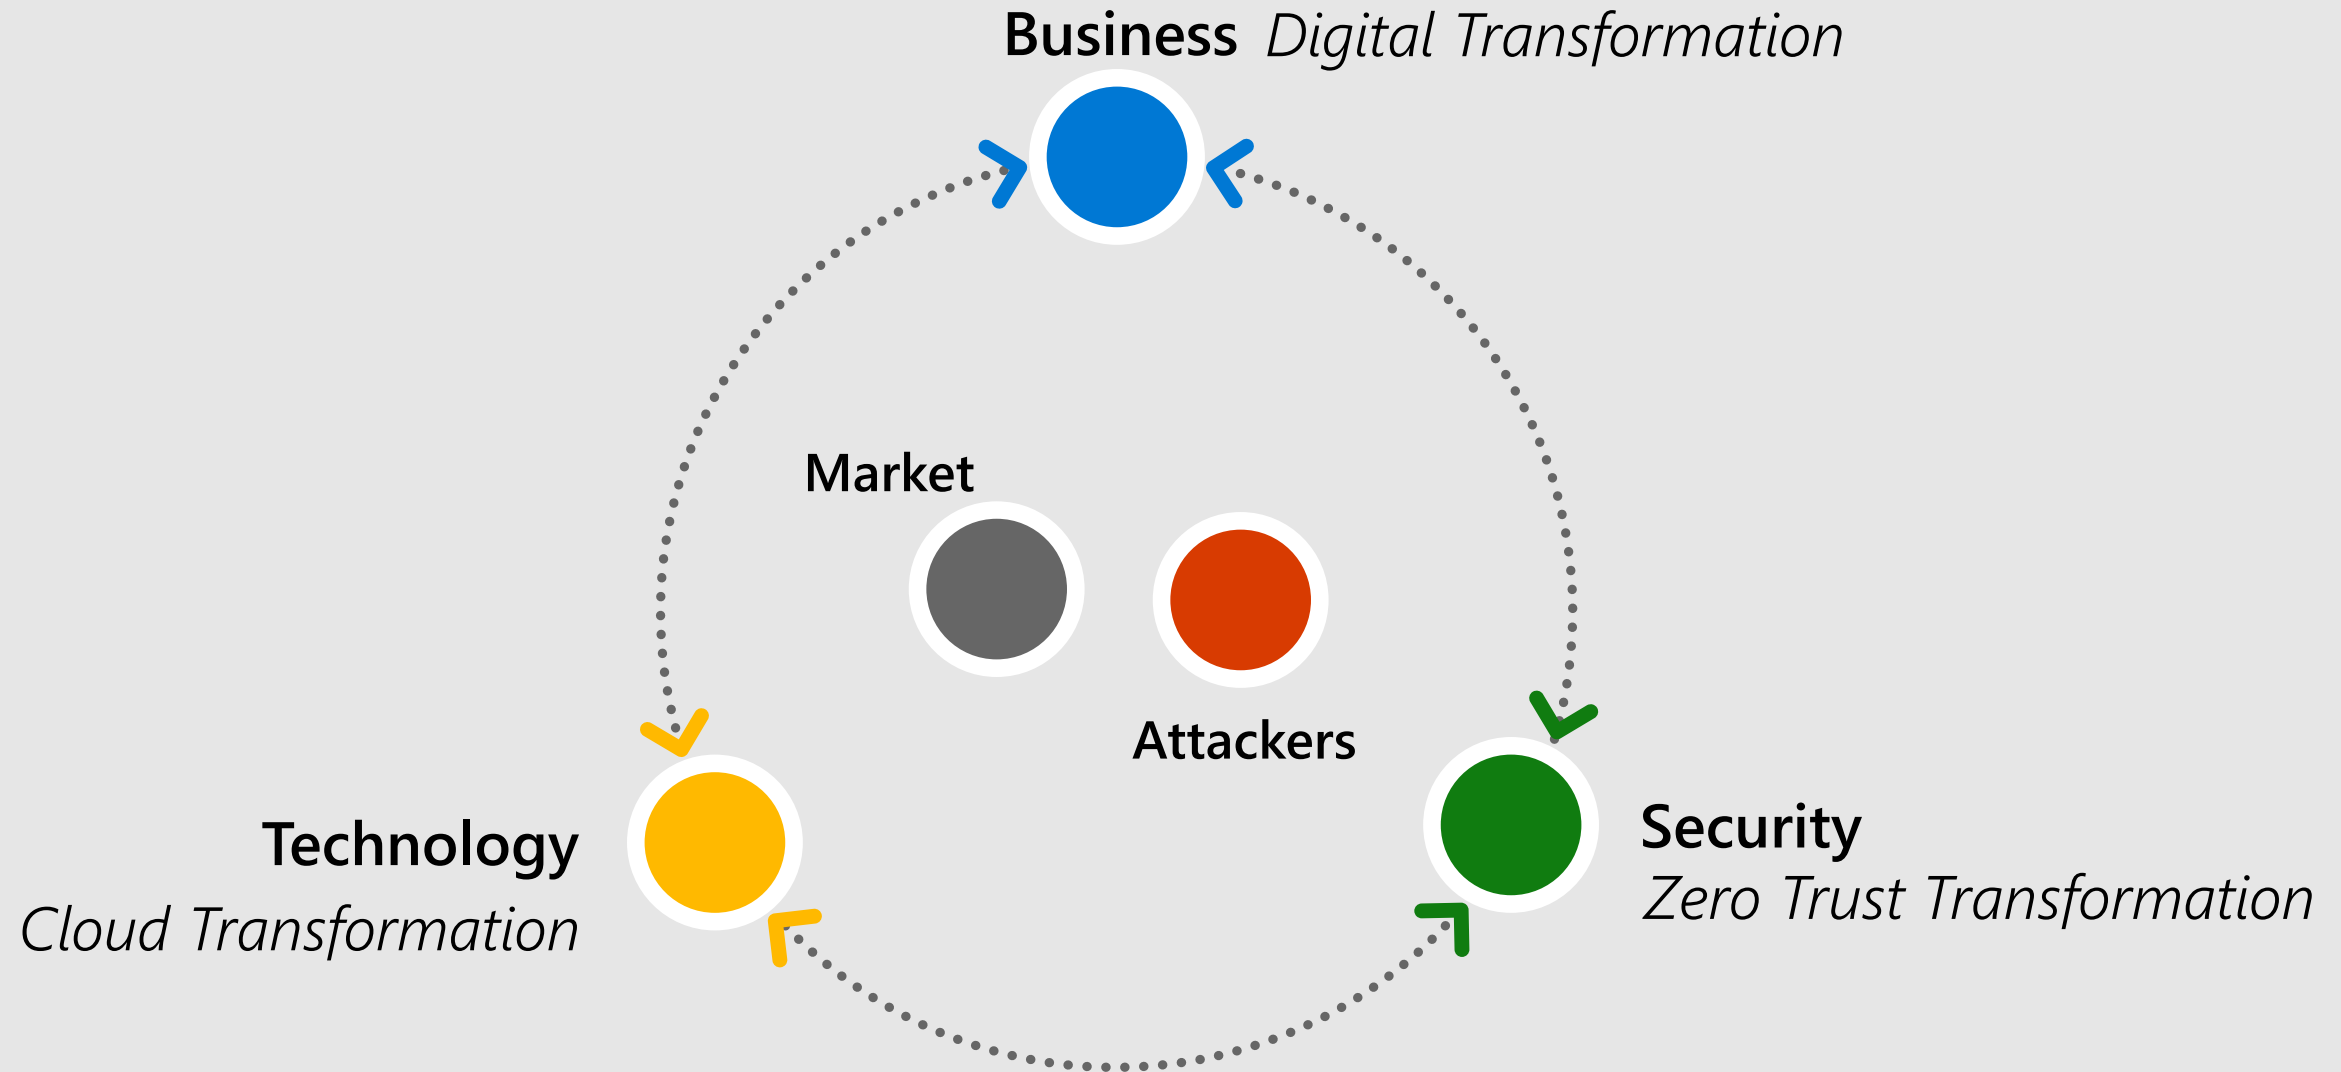 Business Digital Transformation
Market
Attackers
Technology
Cloud Transformation
Security
Zero Trust Transformation